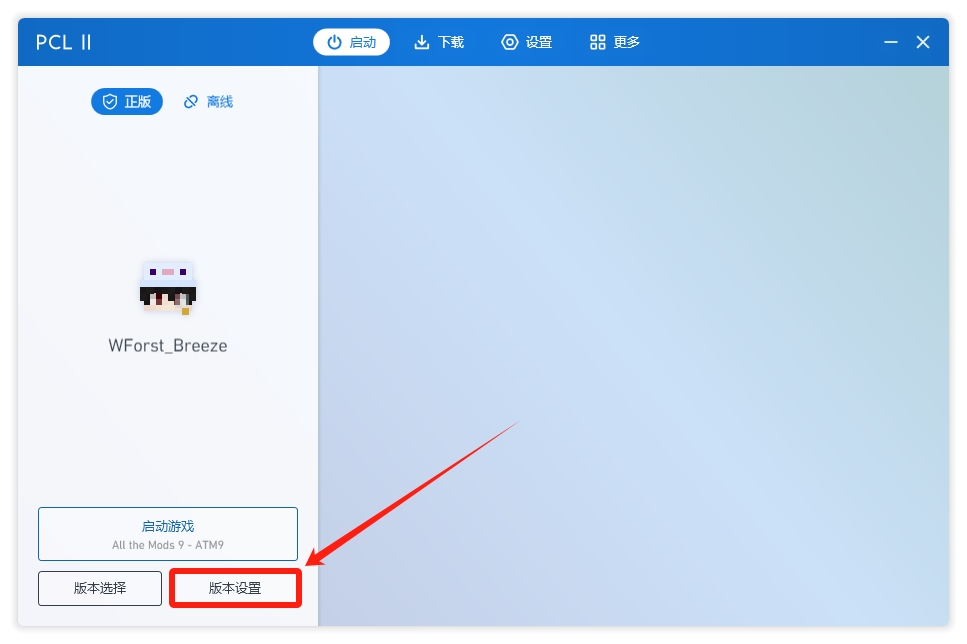 PCL II
启动
下载
设置
更多
正版
离线
WForst_Breeze
启动游戏
All the Mods 9 - ATM9
版本选择
版本设置